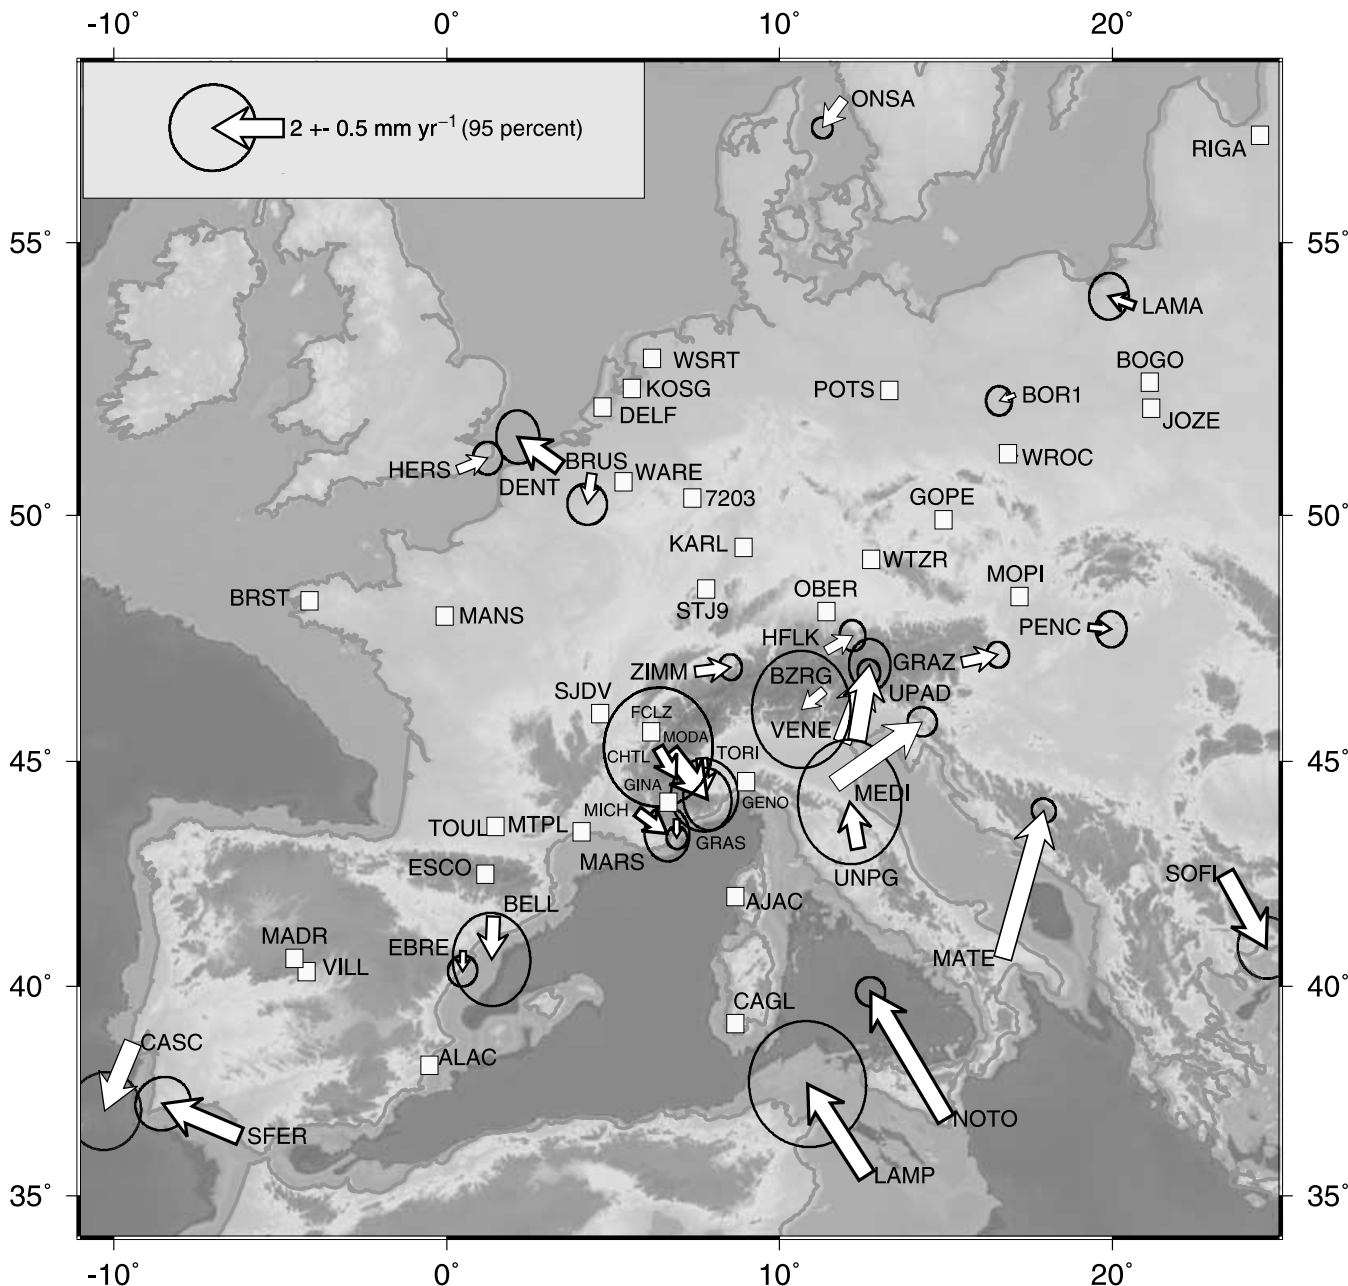 -10° 0° 10° 20°
2 +- 0.5 mm yr−1 (95 percent)
ONSA
RIGA
55° 55°
LAMA
WSRT
BOGO
KOSG
POTS
BOR1
DELF
JOZE
HERS
BRUS
WROC
DENT
WARE
7203
GOPE
50° 50°
KARL
WTZR
MOPI
BRST
OBER
MANS
STJ9
PENC
HFLK
ZIMM
GRAZ
BZRG
SJDV
UPAD
FCLZ
VENE
MODA
CHTL
TORI
45° 45°
GINA
MEDI
MICH
GENO
TOUL
MTPL
GRAS
MARS
ESCO
UNPG
SOFI
BELL
AJAC
MADR
EBRE
VILL
MATE
40° 40°
CAGL
CASC
ALAC
NOTO
SFER
LAMP
35° 35°
-10° 0° 10° 20°